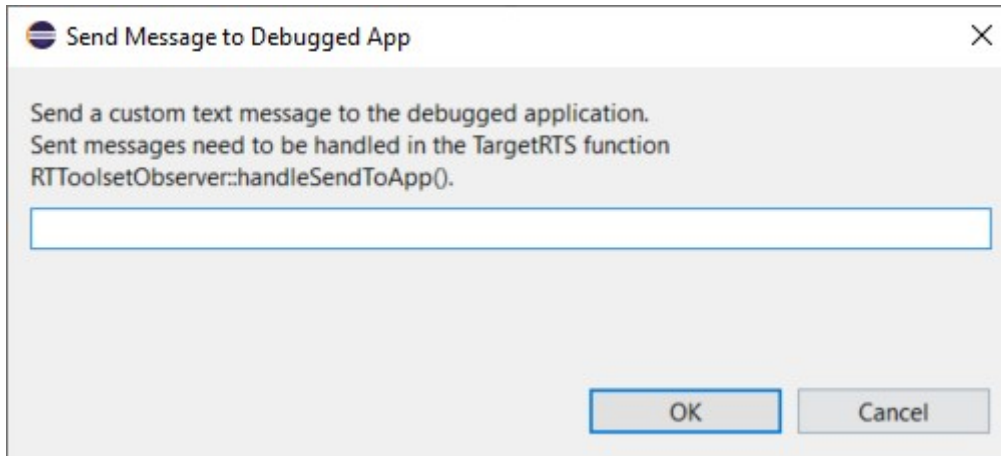 Send Message to Debugged App
Send a custom text message to the debugged application.
Sent messages need to be handled in the TargetRTS function
RTToolsetObserver::handleSendToApp().
OK
Cancel